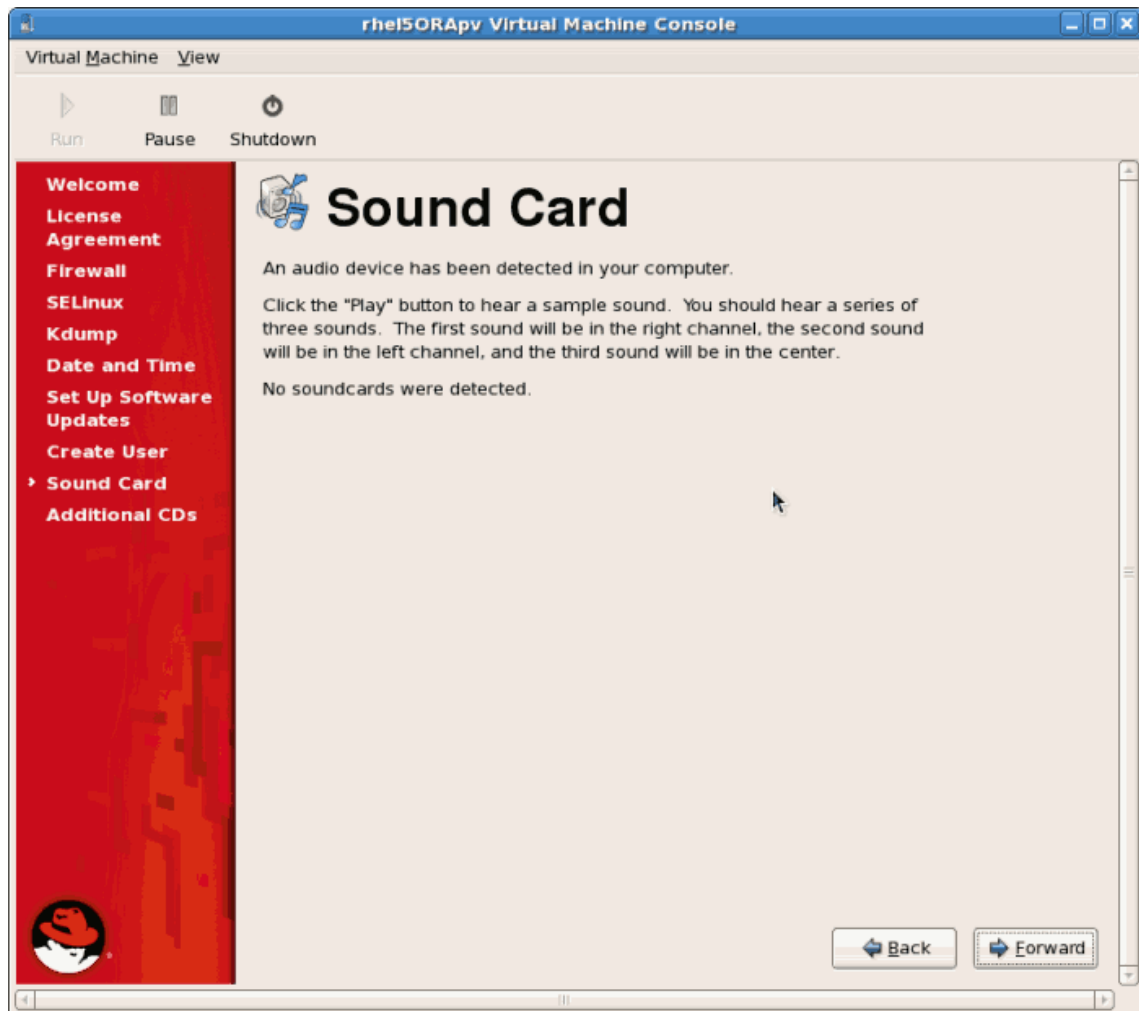 rhel5ORApv Virtual Machine Console
Virtual Machine View
Run Pause Shutdown
Welcome
License
Agreement
Firewall
SELinux
Kdump
Date and Time
Set Up Software
Updates
Create User
Sound Card
Additional CDs
Sound Card
An audio device has been detected in your computer.
Click the "Play" button to hear a sample sound. You should hear a series of
three sounds. The first sound will be in the right channel, the second sound
will be in the left channel, and the third sound will be in the center.
No soundcards were detected.
Back Forward